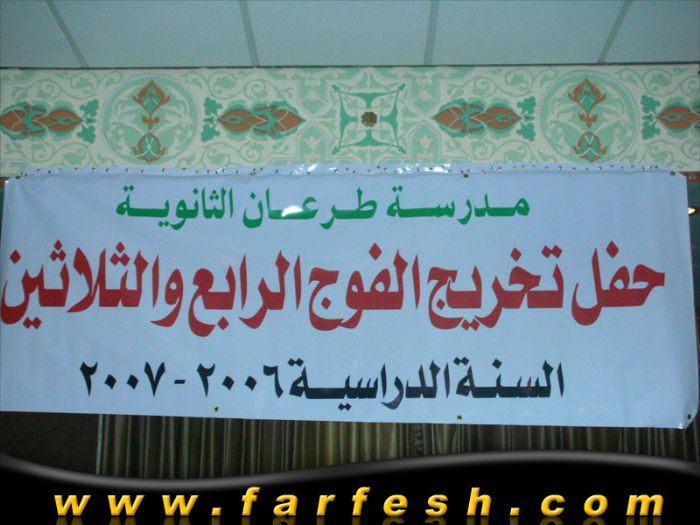 مدرسة طرعان الثانوية
حفل تخريج الفوج الرابع والثلاثين
السنة الدراسية ٢٠٠٦ - ٢٠٠٧
www.farfesh.com